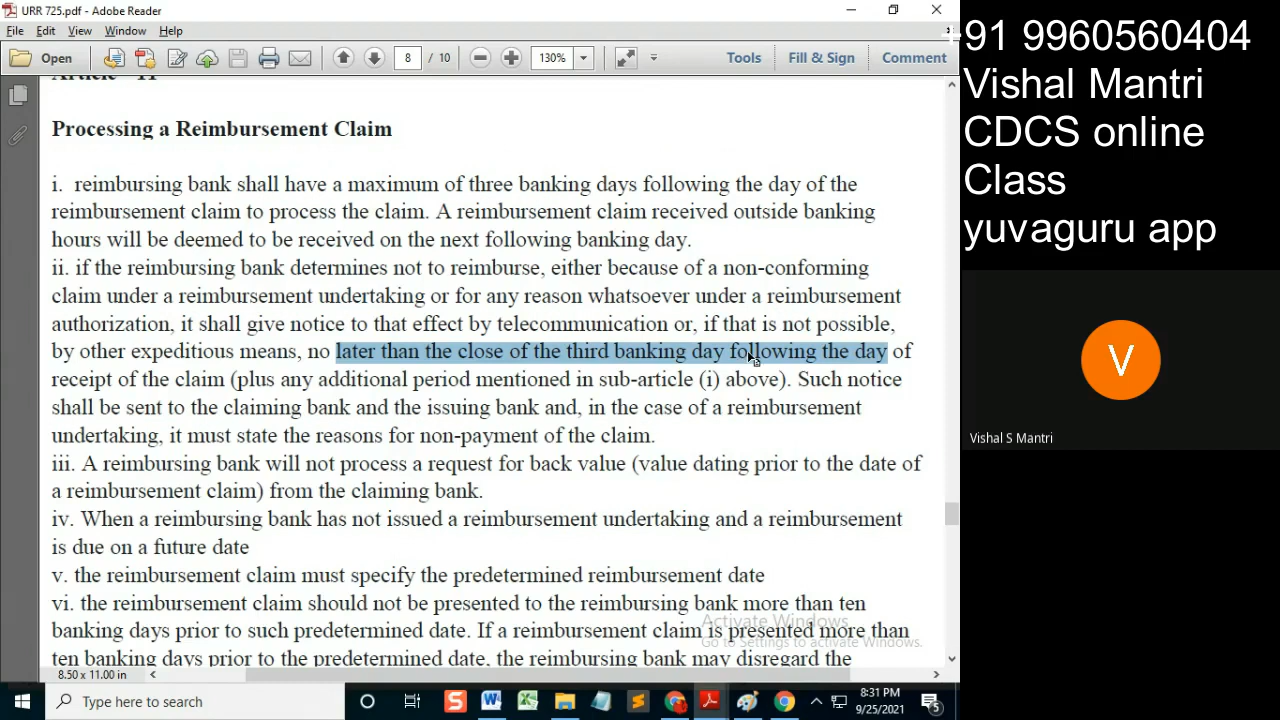 URR 725.pdf - Adobe Reader
File Edit View Window Help
Open 8 / 10 130% Tools Fill & Sign Comment
Processing a Reimbursement Claim
i. reimbursing bank shall have a maximum of three banking days following the day of the
reimbursement claim to process the claim. A reimbursement claim received outside banking
hours will be deemed to be received on the next following banking day.
ii. if the reimbursing bank determines not to reimburse, either because of a non-conforming
claim under a reimbursement undertaking or for any reason whatsoever under a reimbursement
authorization, it shall give notice to that effect by telecommunication or, if that is not possible,
by other expeditious means, no later than the close of the third banking day following the day of
receipt of the claim (plus any additional period mentioned in sub-article (i) above). Such notice
shall be sent to the claiming bank and the issuing bank and, in the case of a reimbursement
undertaking, it must state the reasons for non-payment of the claim.
iii. A reimbursing bank will not process a request for back value (value dating prior to the date of
a reimbursement claim) from the claiming bank.
iv. When a reimbursing bank has not issued a reimbursement undertaking and a reimbursement
is due on a future date
v. the reimbursement claim must specify the predetermined reimbursement date
vi. the reimbursement claim should not be presented to the reimbursing bank more than ten
banking days prior to such predetermined date. If a reimbursement claim is presented more than
ten banking days prior to the predetermined date, the reimbursing bank may disregard the
Activate Windows
Go to Settings to activate Windows.
8.50 x 11.00 in
Type here to search
8:31 PM
9/25/2021
5
+91 9960560404
Vishal Mantri
CDCS online
Class
yuvaguru app
V
Vishal S Mantri